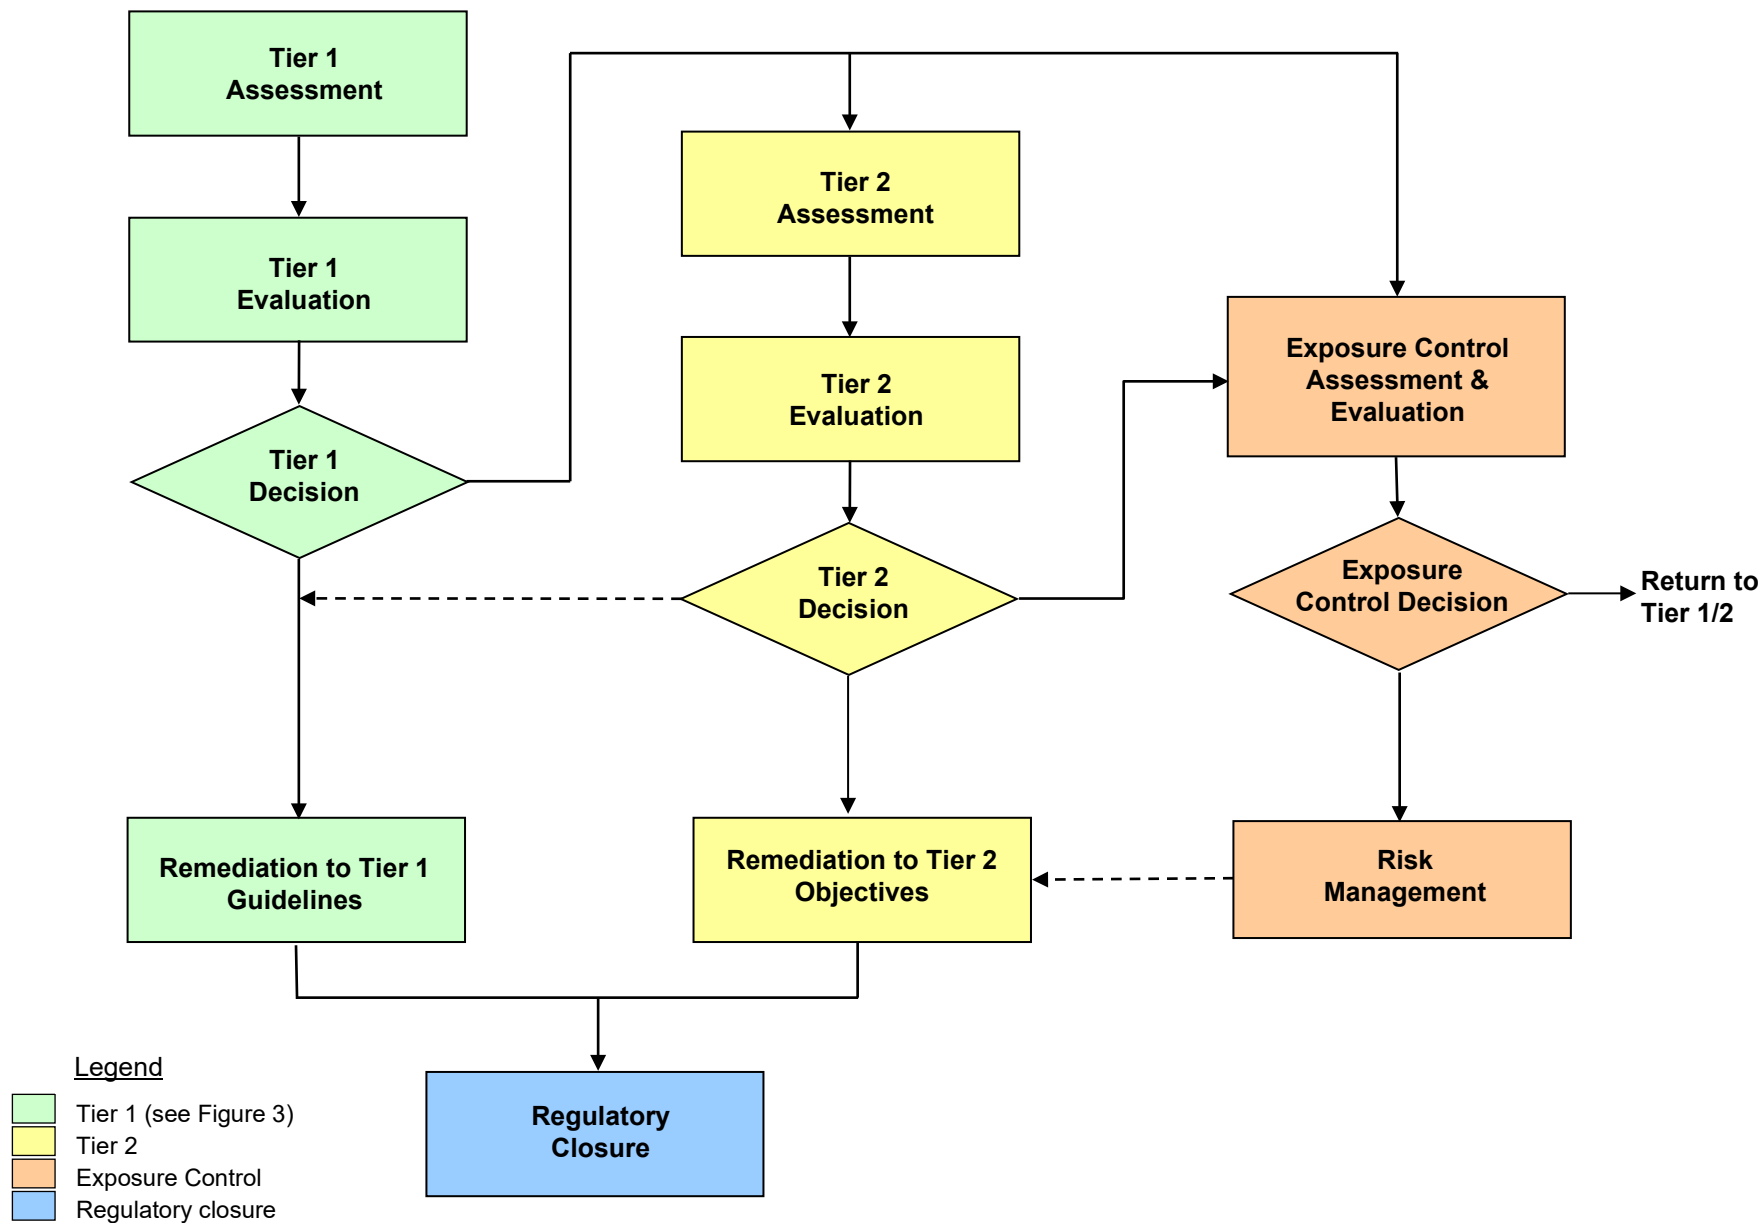 Tier 1
Assessment
Tier 1
Evaluation
Tier 1
Decision
Remediation to Tier 1
Guidelines
Tier 2
Assessment
Tier 2
Evaluation
Tier 2
Decision
Remediation to Tier 2
Objectives
Exposure Control
Assessment &
Evaluation
Exposure
Control Decision
Return to
Tier 1/2
Risk
Management
Regulatory
Closure
Legend
Tier 1 (see Figure 3)
Tier 2
Exposure Control
Regulatory closure